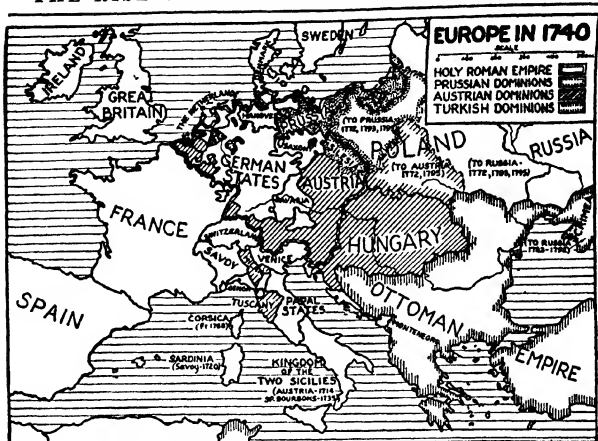 EUROPE IN 1740
SCALE
HOLY ROMAN EMPIRE
PRUSSIAN DOMINIONS
AUSTRIAN DOMINIONS
TURKISH DOMINIONS
SWEDEN
IRELAND
GREAT
BRITAIN
THE NETHERLANDS
HANOVER
(TO PRUSSIA
1772, 1793, 1795)
POLAND
RUSSIA
(TO AUSTRIA
1772, 1795)
(TO RUSSIA-
1772, 1793, 1795)
SAXONY
GERMAN
STATES
AUSTRIA
BAVARIA
FRANCE
SWITZERLAND
HUNGARY
SAVOY
VENICE
(TO RUSSIA
OTTOMAN
EMPIRE
SPAIN
TUSCANY
PAPAL
STATES
MONTENEGRO
CORSICA
(Fr. 1768)
SARDINIA
(Savoy-1720)
KINGDOM
OF THE
TWO SICILIES
(AUSTRIA-1714
SP. BOURBONS-1735)